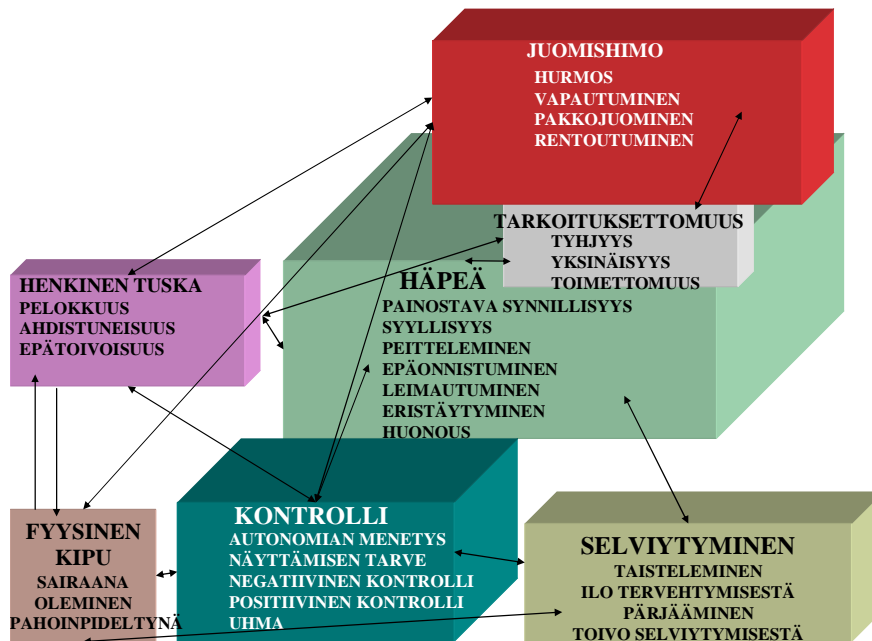 JUOMISHIMO
HURMOS
VAPAUTUMINEN
PAKKOJUOMINEN
RENTOUTUMINEN
TARKOITUKSETTOMUUS
TYHJYYS
YKSINÄISYYS
TOIMETTOMUUS
HENKINEN TUSKA
PELOKKUUS
AHDISTUNEISUUS
EPÄTOIVOISUUS
HÄPEÄ
PAINOSTAVA SYNNILLISYYS
SYYLLISYYS
PEITTELEMINEN
EPÄONNISTUMINEN
LEIMAUTUMINEN
ERISTÄYTYMINEN
HUONOUS
FYYSINEN
KIPU
SAIRAANA
OLEMINEN
PAHOINPIDELTYNÄ
KONTROLLI
AUTONOMIAN MENETYS
NÄYTTÄMISEN TARVE
NEGATIIVINEN KONTROLLI
POSITIIVINEN KONTROLLI
UHMA
SELVIYTYMINEN
TAISTELEMINEN
ILO TERVEHTYMISESTÄ
PÄRJÄÄMINEN
TOIVO SELVIYTYMISESTÄ